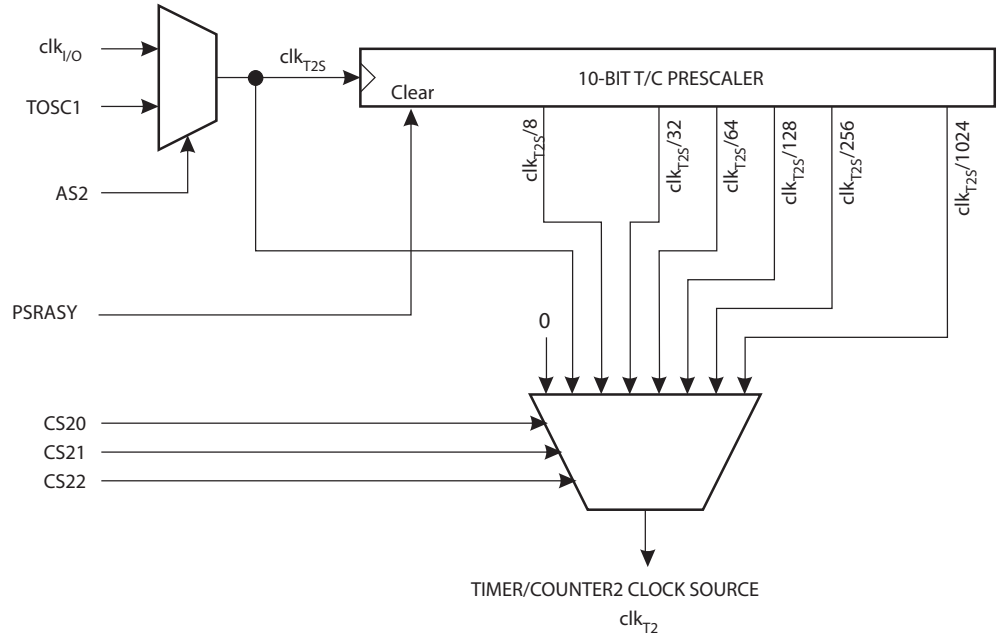 clkI/O
clkT2S
10-BIT T/C PRESCALER
TOSC1
Clear
AS2
clkT2S/8
clkT2S/32
clkT2S/64
clkT2S/128
clkT2S/256
clkT2S/1024
PSRASY
0
CS20
CS21
CS22
TIMER/COUNTER2 CLOCK SOURCE
clkT2